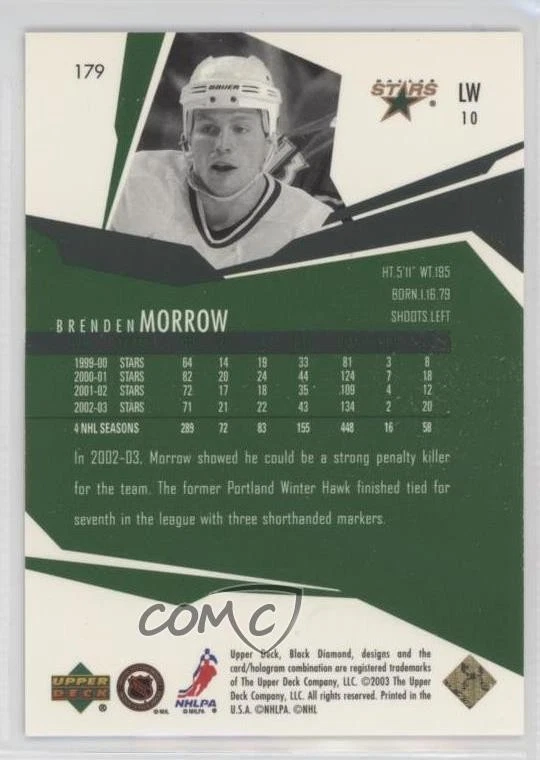 179
BAUER
DALLAS
STARS ®
LW
10
HT.5'11" WT.195
BORN.1.16.79
SHOOTS.LEFT
BRENDEN MORROW
1999-00 STARS 64 14 19 33 81 3 8
2000-01 STARS 82 20 24 44 124 7 18
2001-02 STARS 72 17 18 35 109 4 12
2002-03 STARS 71 21 22 43 134 2 20
4 NHL SEASONS 289 72 83 155 448 16 58
In 2002-03, Morrow showed he could be a strong penalty killer
for the team. The former Portland Winter Hawk finished tied for
seventh in the league with three shorthanded markers.
COMC
Upper Deck, Black Diamond, designs and the
card/hologram combination are registered trademarks
of The Upper Deck Company, LLC. ©2003 The Upper
Deck Company, LLC. All rights reserved. Printed in the
U.S.A. ©NHLPA. ©NHL
UPPER
DECK ®
NHLPA